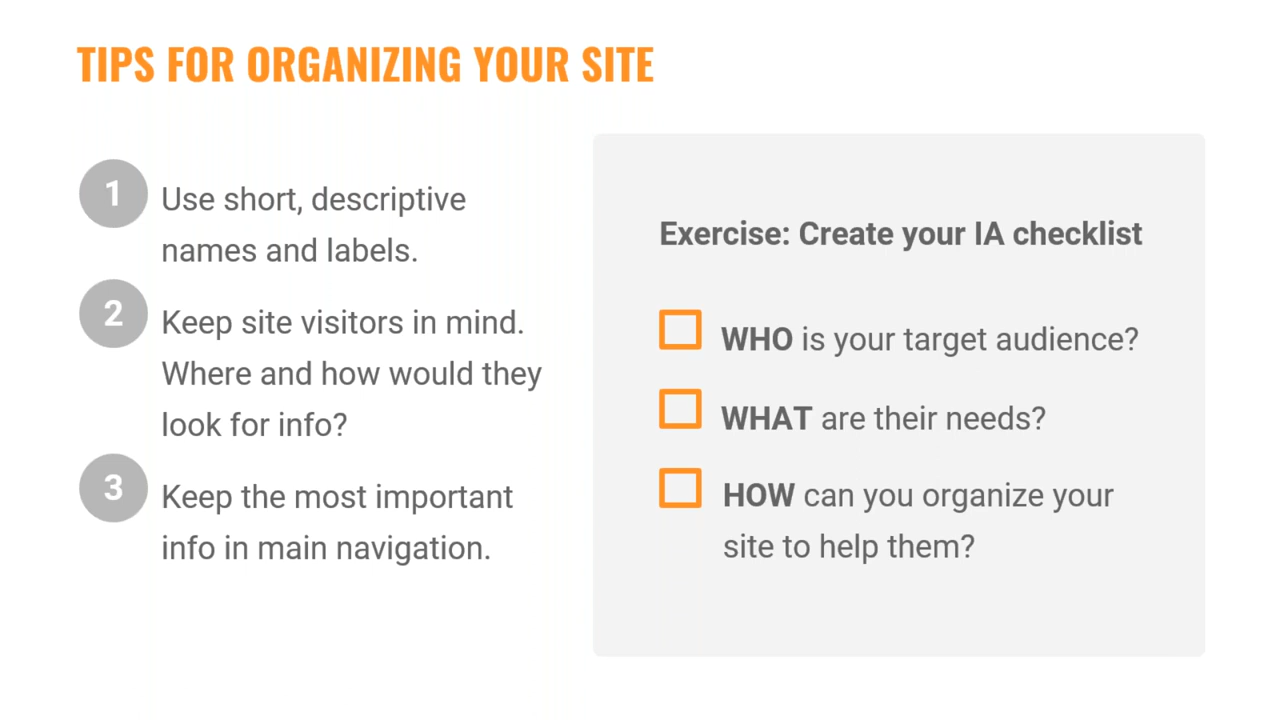 TIPS FOR ORGANIZING YOUR SITE
1
Use short, descriptive
names and labels.
2
Keep site visitors in mind.
Where and how would they
look for info?
3
Keep the most important
info in main navigation.
Exercise: Create your IA checklist
WHO is your target audience?
WHAT are their needs?
HOW can you organize your
site to help them?